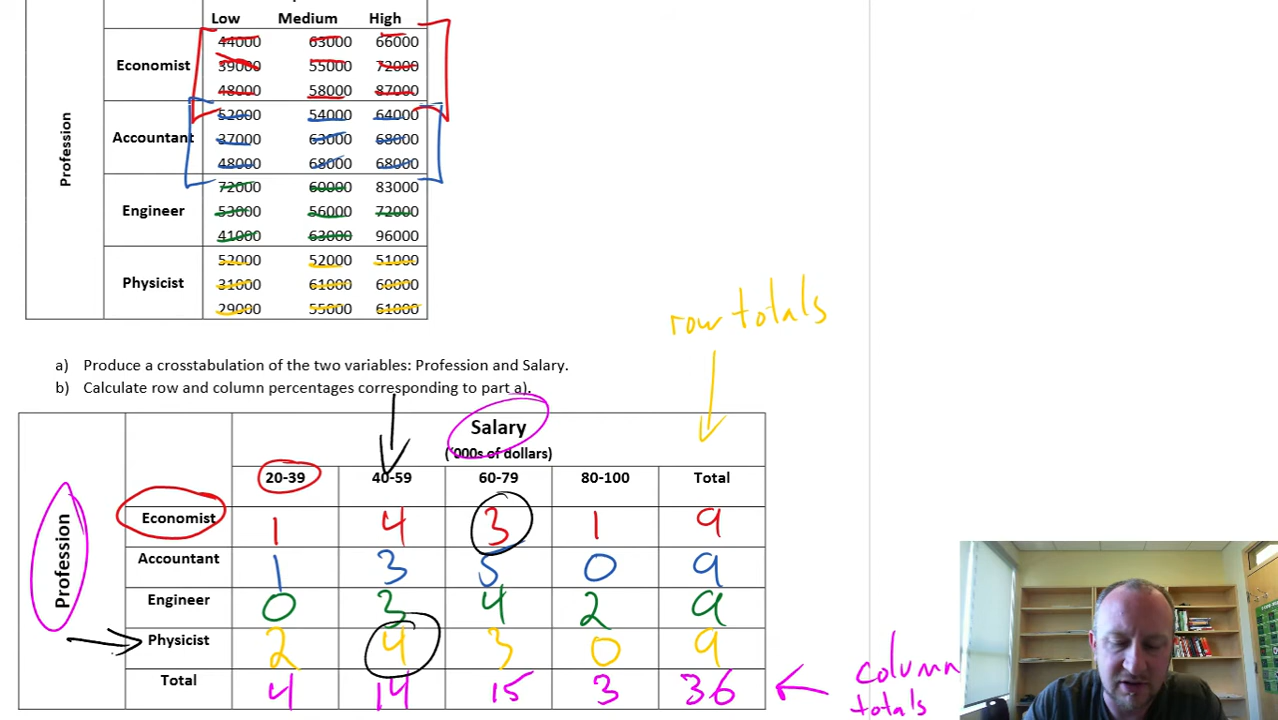 Low Medium High
Economist 44000 63000 66000
39000 55000 72000
48000 58000 87000
Accountant 52000 54000 64000
37000 63000 68000
48000 68000 68000
Engineer 72000 60000 83000
53000 56000 72000
41000 63000 96000
Physicist 52000 52000 51000
31000 61000 60000
29000 55000 61000
Profession
row totals
a) Produce a crosstabulation of the two variables: Profession and Salary.
b) Calculate row and column percentages corresponding to part a).
Salary
('000s of dollars)
20-39 40-59 60-79 80-100 Total
Profession
Economist 1 4 3 1 9
Accountant 1 3 5 0 9
Engineer 0 3 4 2 9
Physicist 2 4 3 0 9
Total 4 14 15 3 36
column
totals